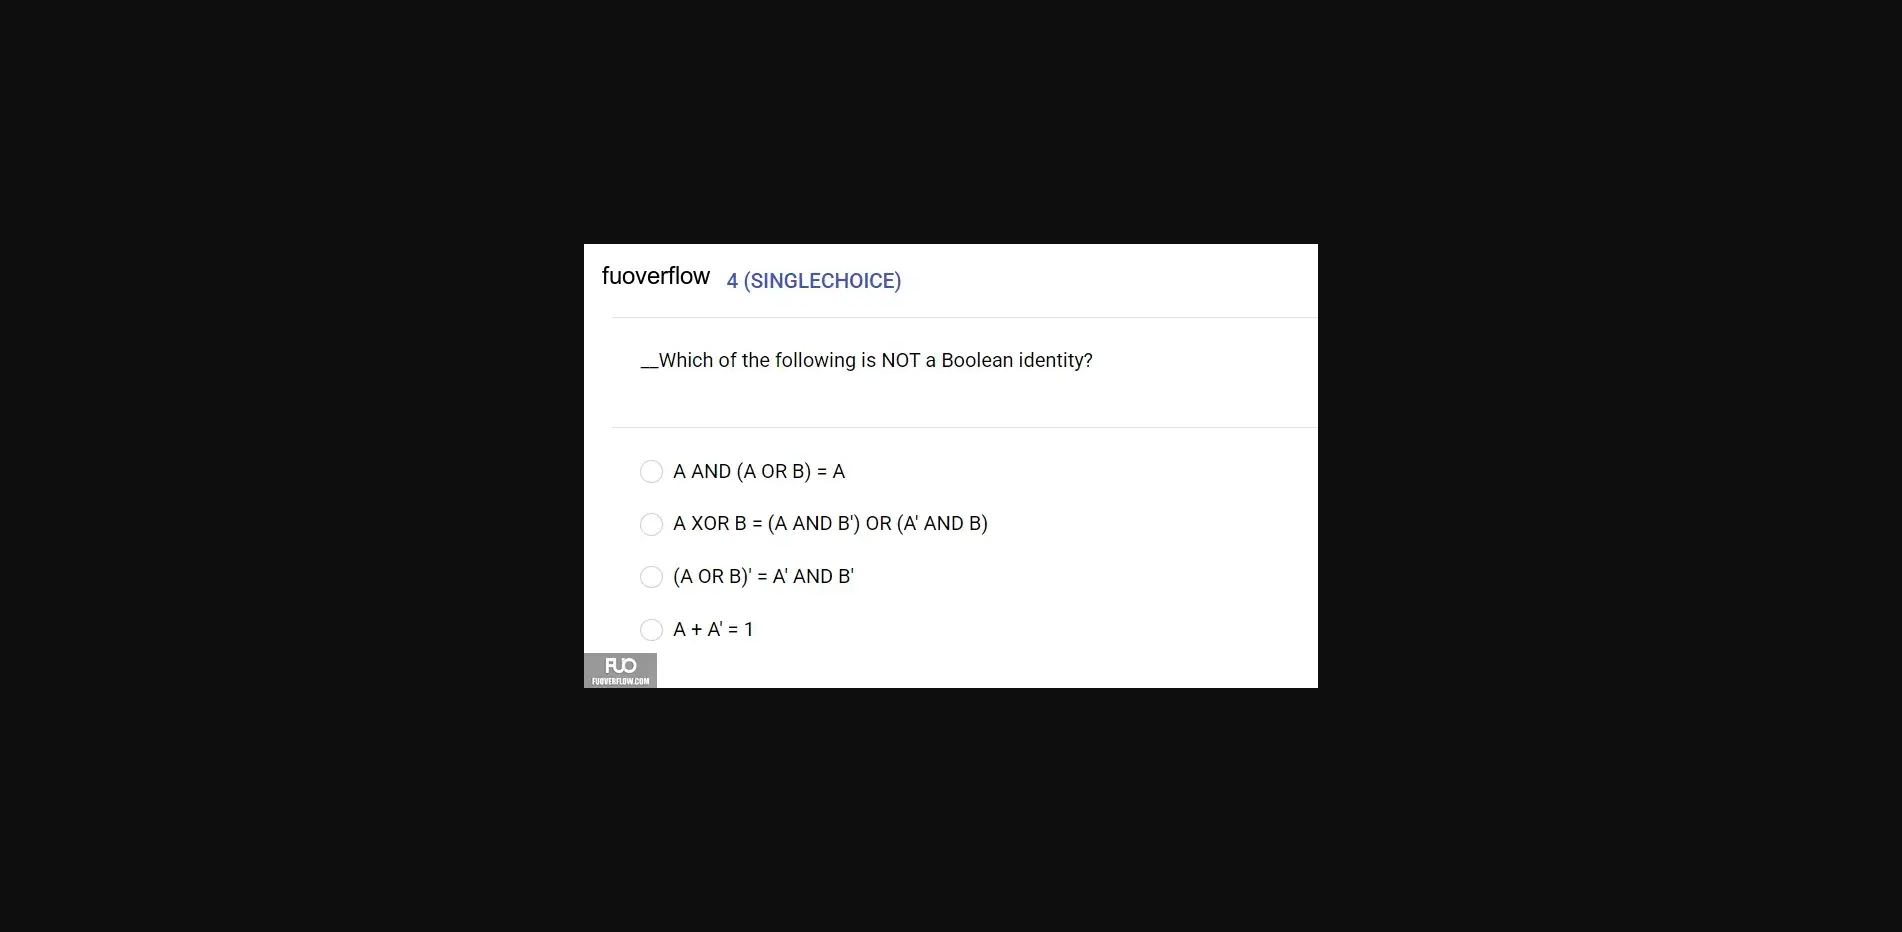 fuoverflow 4 (SINGLECHOICE)
__Which of the following is NOT a Boolean identity?
A AND (A OR B) = A
A XOR B = (A AND B') OR (A' AND B)
(A OR B)' = A' AND B'
A + A' = 1
FUO
FUOVERFLOW.COM